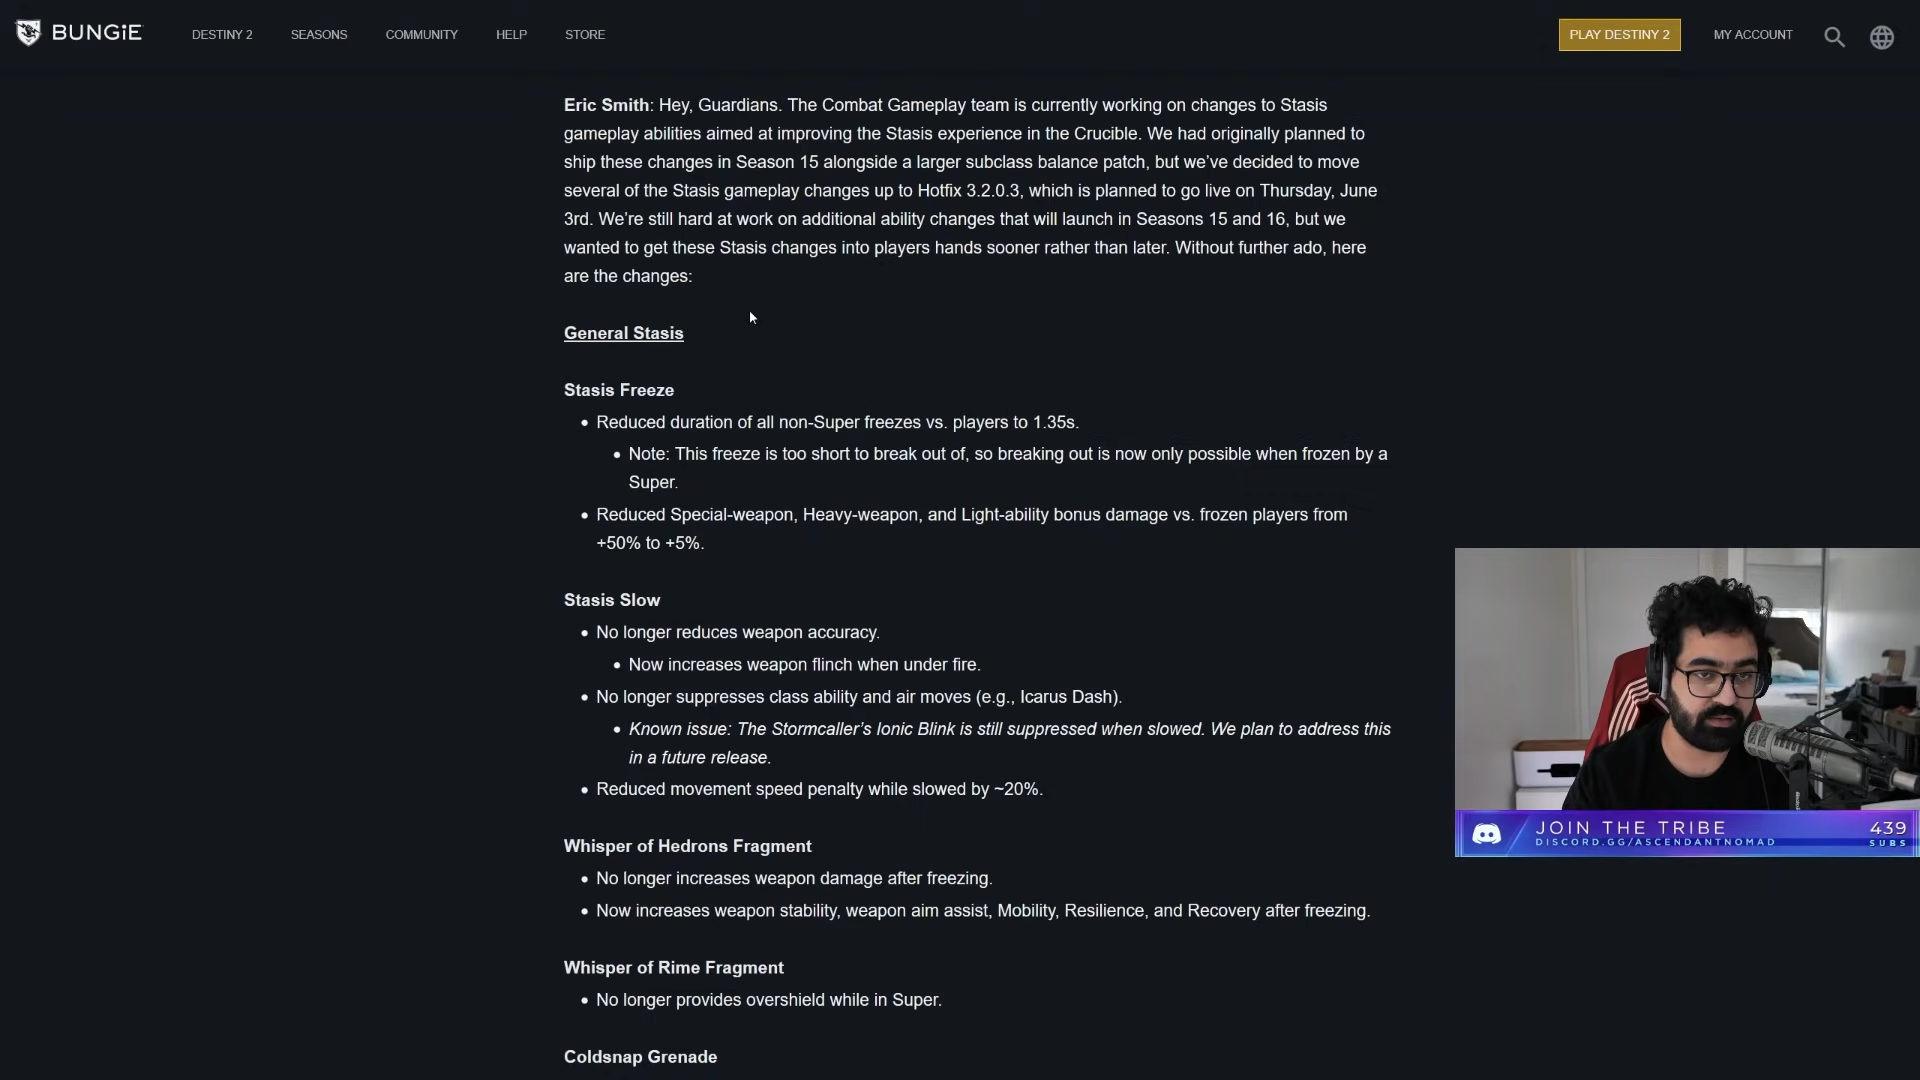 BUNGiE
DESTINY 2
SEASONS
COMMUNITY
HELP
STORE
PLAY DESTINY 2
MY ACCOUNT
Eric Smith: Hey, Guardians. The Combat Gameplay team is currently working on changes to Stasis
gameplay abilities aimed at improving the Stasis experience in the Crucible. We had originally planned to
ship these changes in Season 15 alongside a larger subclass balance patch, but we’ve decided to move
several of the Stasis gameplay changes up to Hotfix 3.2.0.3, which is planned to go live on Thursday, June
3rd. We’re still hard at work on additional ability changes that will launch in Seasons 15 and 16, but we
wanted to get these Stasis changes into players hands sooner rather than later. Without further ado, here
are the changes:
General Stasis
Stasis Freeze
• Reduced duration of all non-Super freezes vs. players to 1.35s.
• Note: This freeze is too short to break out of, so breaking out is now only possible when frozen by a
Super.
• Reduced Special-weapon, Heavy-weapon, and Light-ability bonus damage vs. frozen players from
+50% to +5%.
Stasis Slow
• No longer reduces weapon accuracy.
• Now increases weapon flinch when under fire.
• No longer suppresses class ability and air moves (e.g., Icarus Dash).
• Known issue: The Stormcaller’s Ionic Blink is still suppressed when slowed. We plan to address this
in a future release.
• Reduced movement speed penalty while slowed by ~20%.
Whisper of Hedrons Fragment
• No longer increases weapon damage after freezing.
• Now increases weapon stability, weapon aim assist, Mobility, Resilience, and Recovery after freezing.
Whisper of Rime Fragment
• No longer provides overshield while in Super.
Coldsnap Grenade
JOIN THE TRIBE
DISCORD.GG/ASCENDANTNOMAD
439
SUBS